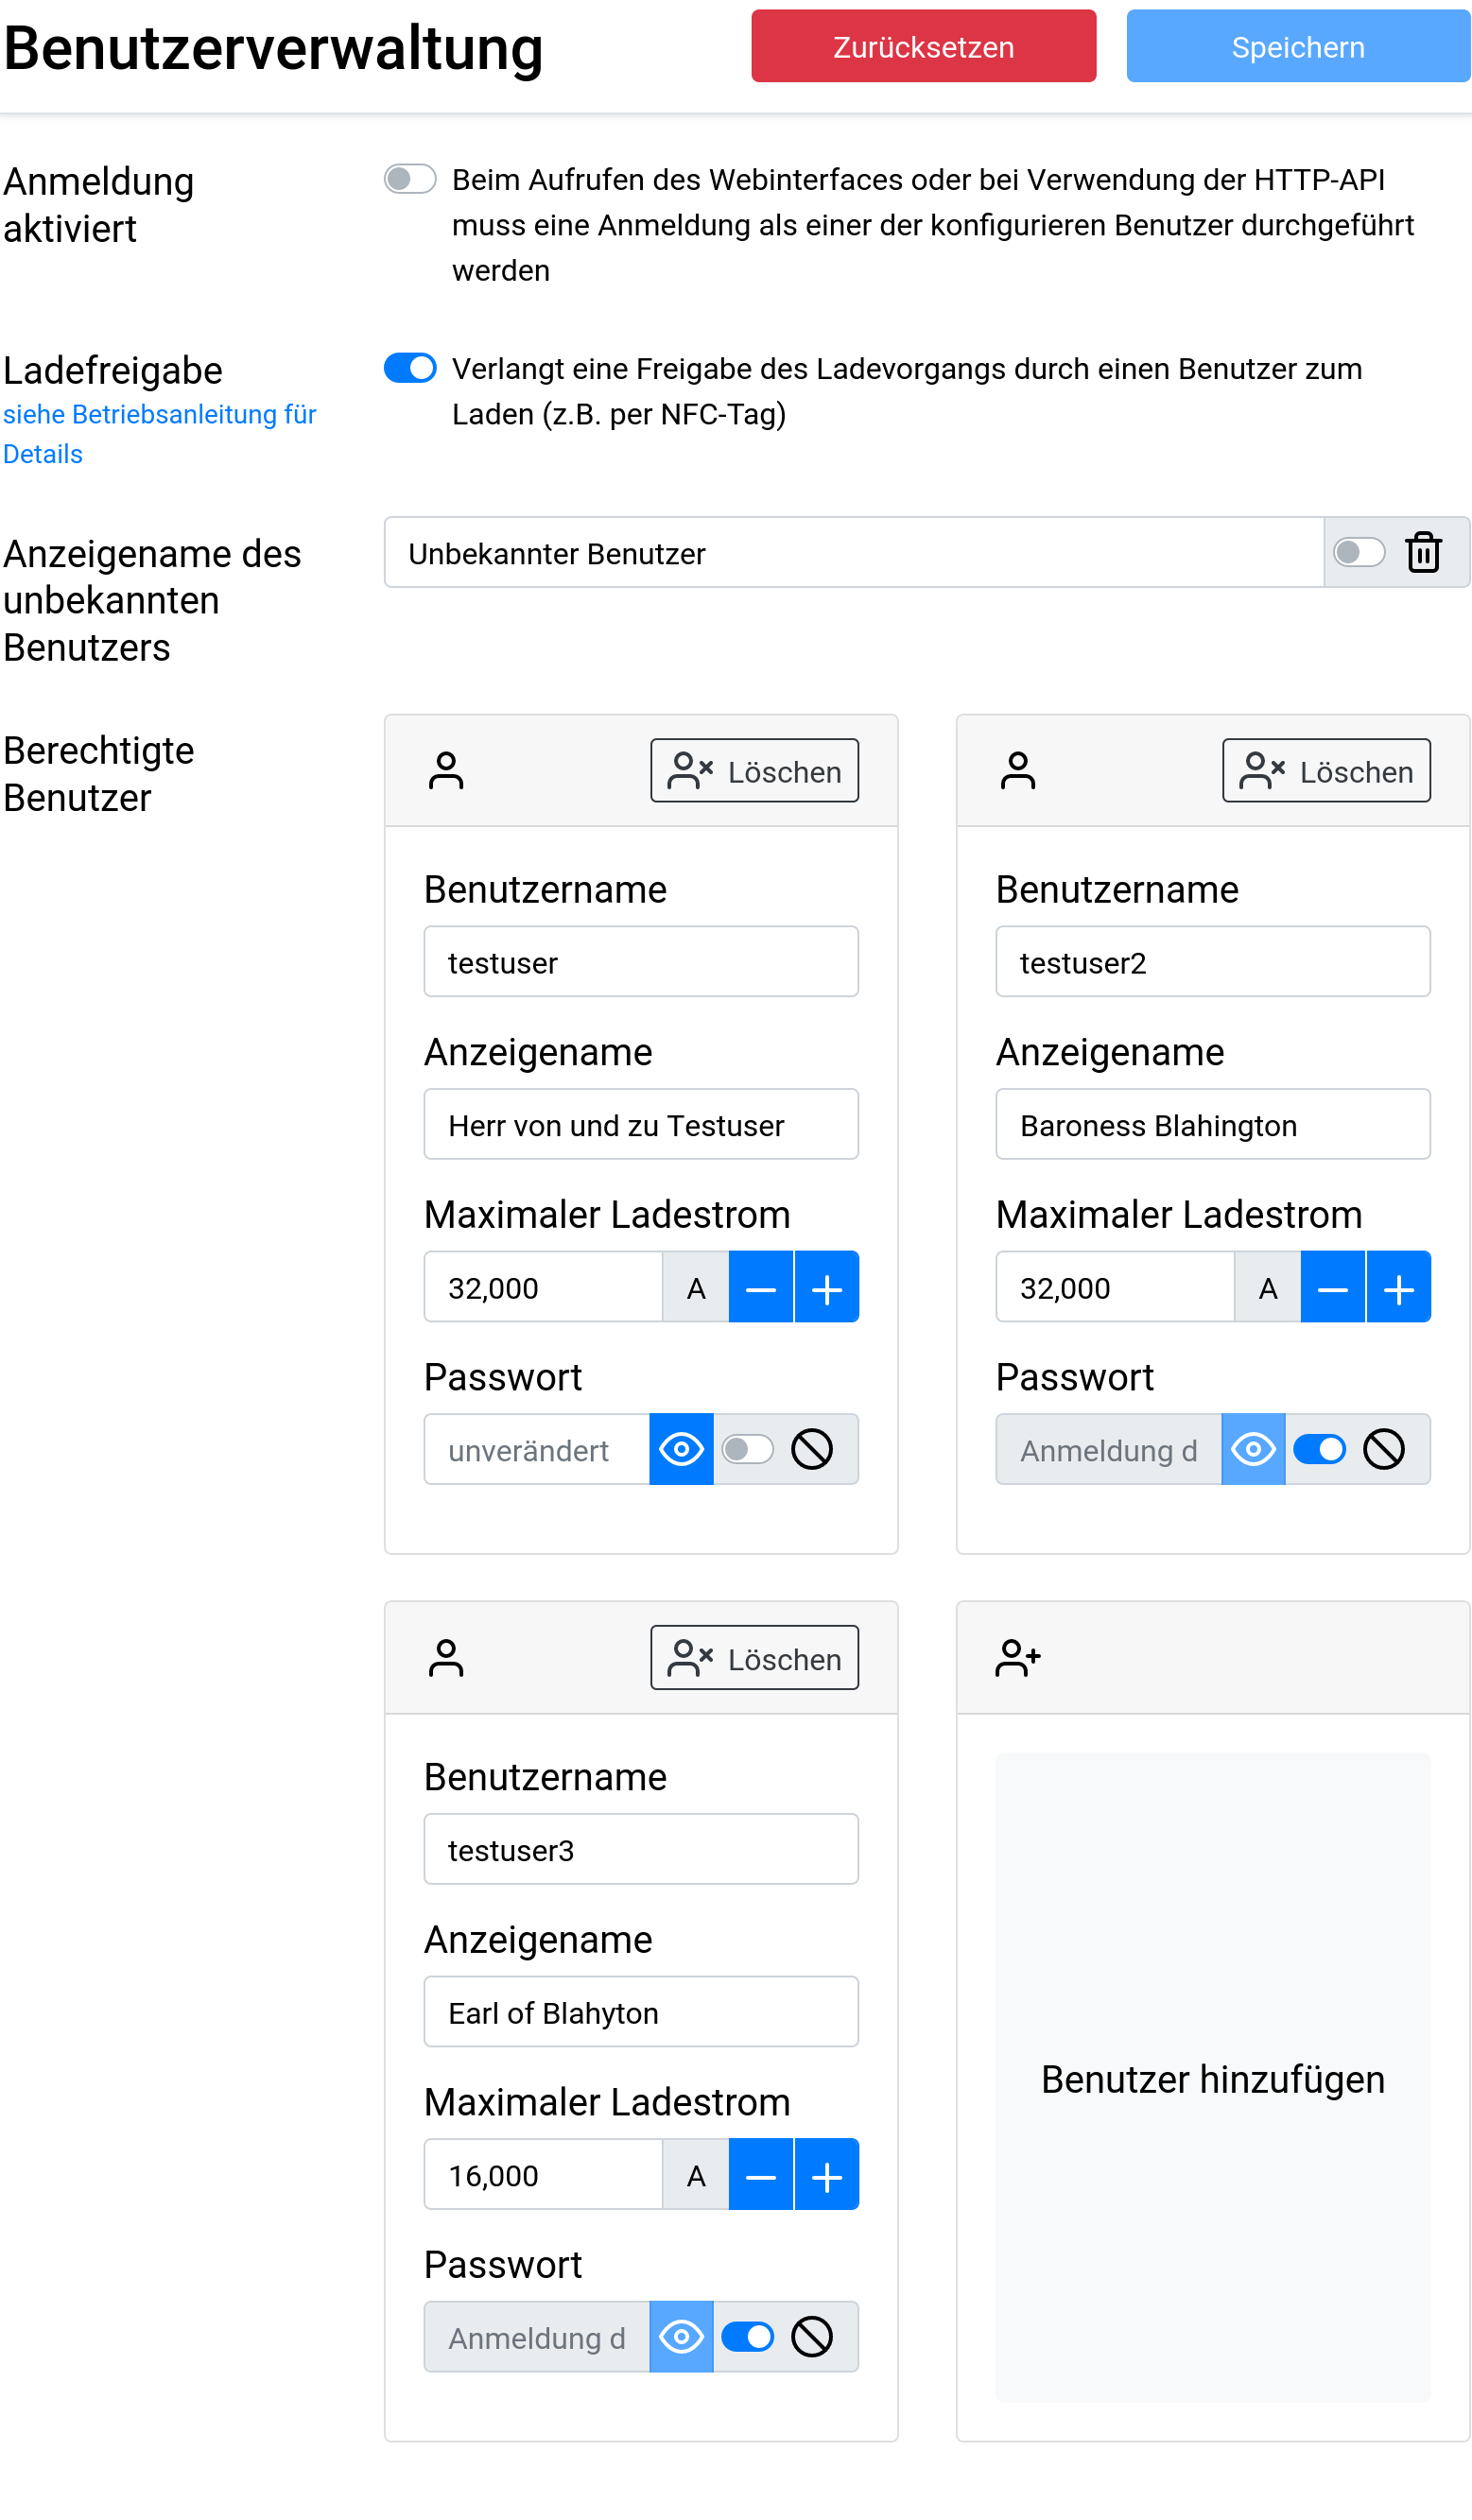 Benutzerverwaltung
Zurücksetzen
Speichern
Anmeldung
aktiviert
Beim Aufrufen des Webinterfaces oder bei Verwendung der HTTP-API
muss eine Anmeldung als einer der konfigurieren Benutzer durchgeführt
werden
Ladefreigabe
siehe Betriebsanleitung für
Details
Verlangt eine Freigabe des Ladevorgangs durch einen Benutzer zum
Laden (z.B. per NFC-Tag)
Anzeigename des
unbekannten
Benutzers
Unbekannter Benutzer
Berechtigte
Benutzer
Löschen
Benutzername
testuser
Anzeigename
Herr von und zu Testuser
Maximaler Ladestrom
32,000 A
Passwort
unverändert
Löschen
Benutzername
testuser2
Anzeigename
Baroness Blahington
Maximaler Ladestrom
32,000 A
Passwort
Anmeldung d
Löschen
Benutzername
testuser3
Anzeigename
Earl of Blahyton
Maximaler Ladestrom
16,000 A
Passwort
Anmeldung d
Benutzer hinzufügen